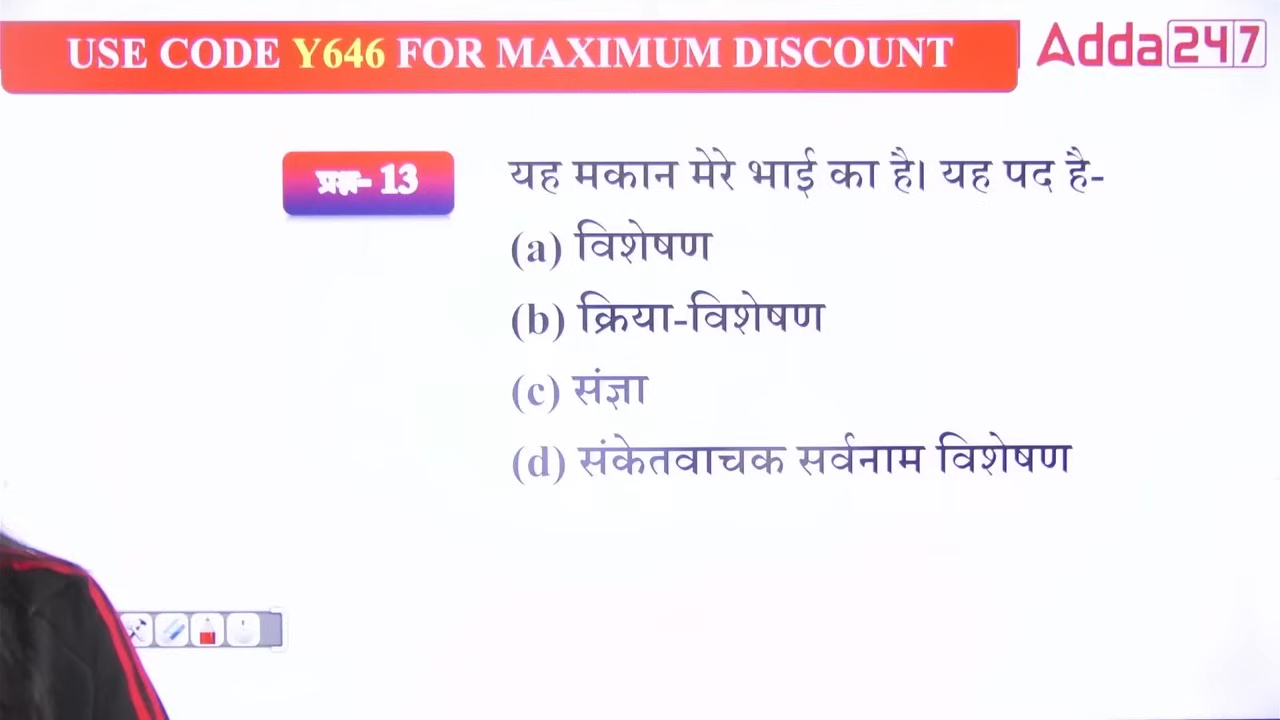 USE CODE Y646 FOR MAXIMUM DISCOUNT
Adda247
प्रश्न- 13
यह मकान मेरे भाई का है। यह पद है-
(a) विशेषण
(b) क्रिया-विशेषण
(c) संज्ञा
(d) संकेतवाचक सर्वनाम विशेषण